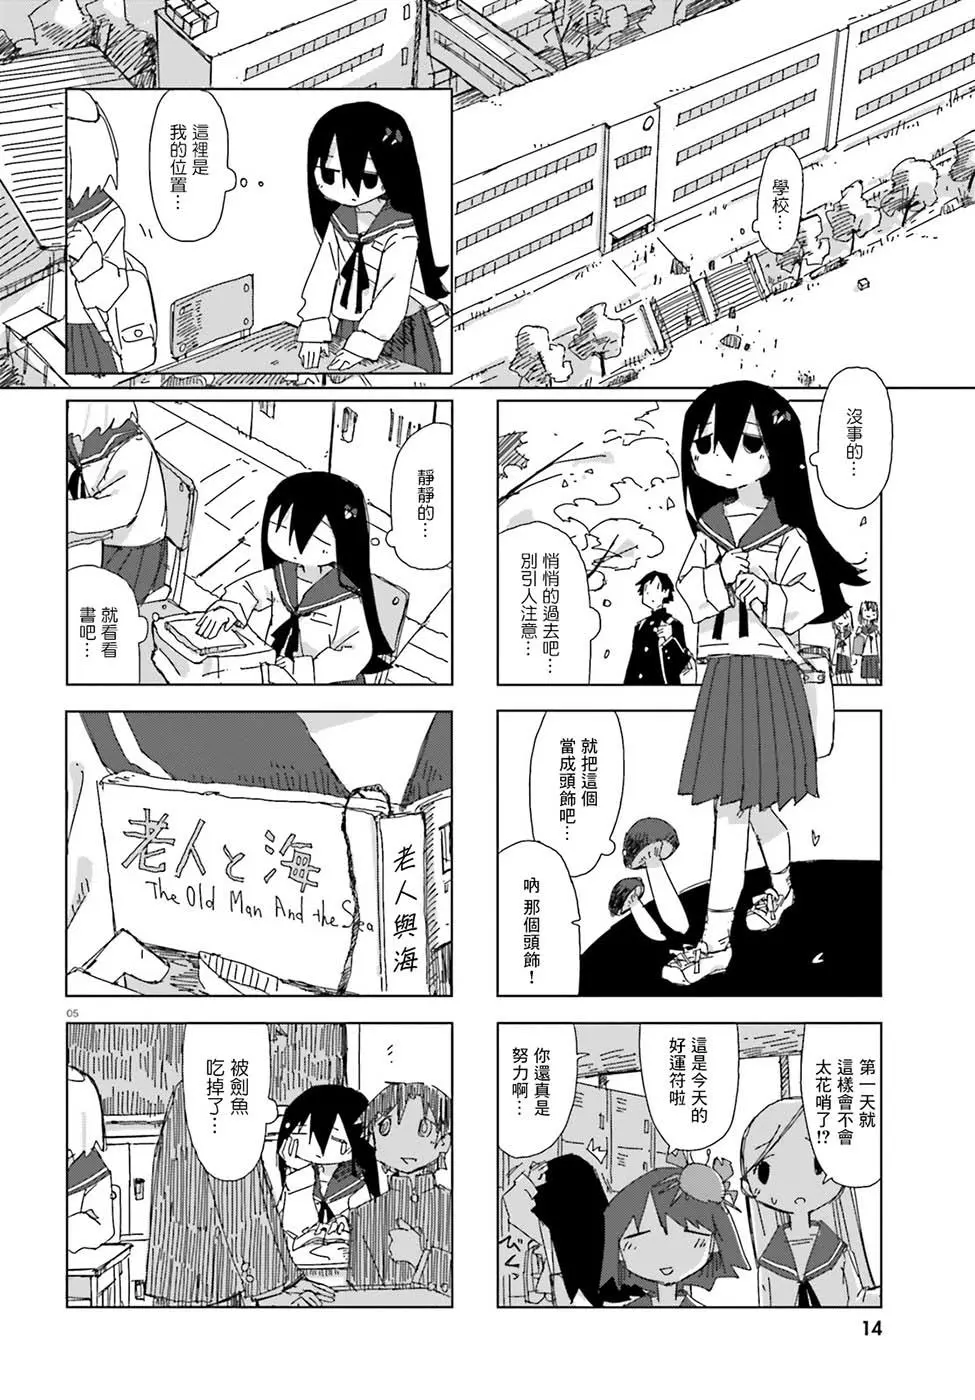 學校…
沒事的…
悄悄的過去吧…
別引人注意…
就把這個
當成頭飾吧…
吶 那個頭飾！
第一天就
這樣會不會
太花哨了!?
這是今天的
好運符啦
你還真是
努力啊…
びくっ
這裡是
我的位置…
靜靜的…
就看看
書吧…
老人と海
The Old Man And the Sea
老人與海
被劍魚
吃掉了…
05
14